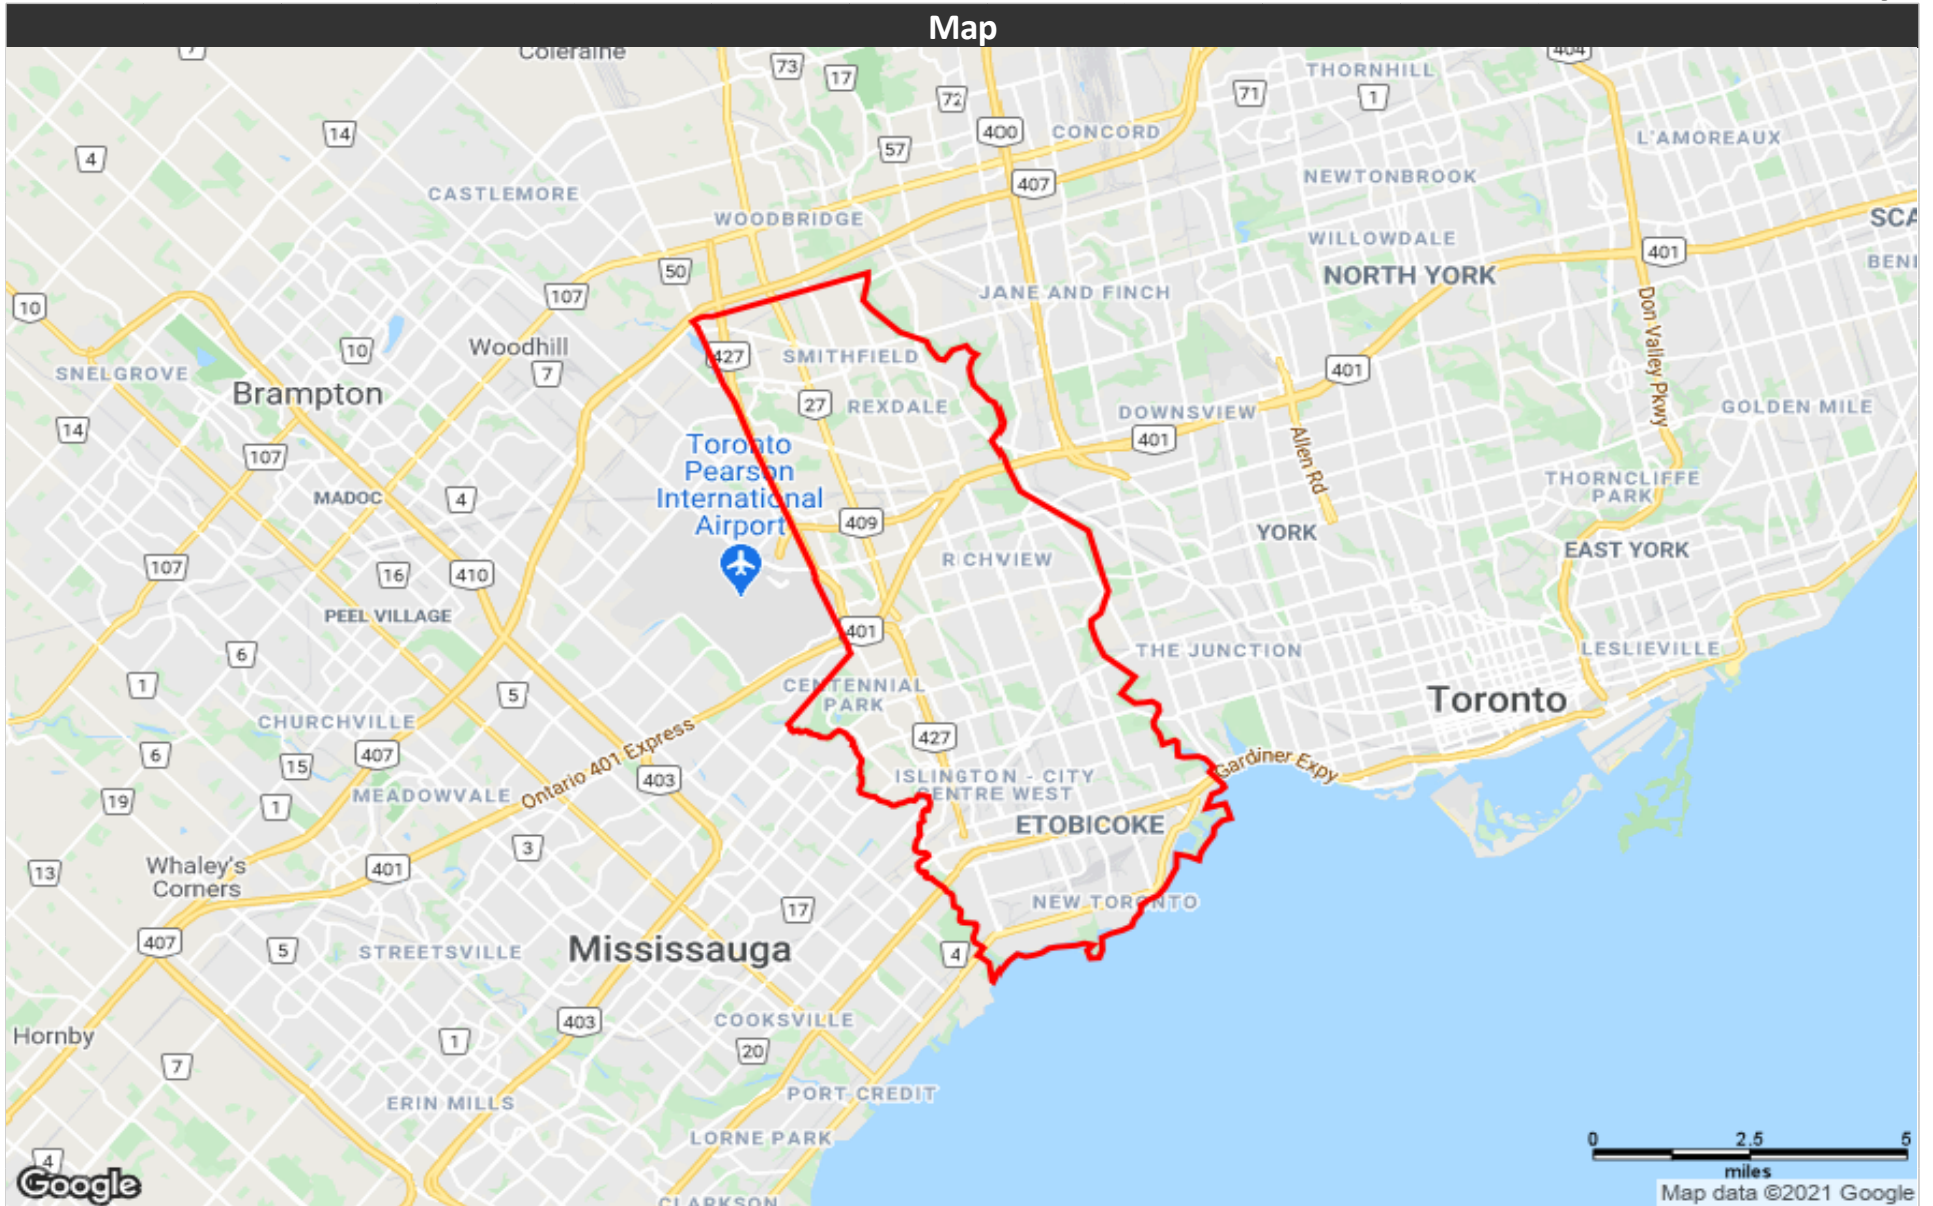 Map
7
Coleraine
73
17
72
400
CONCORD
71
THORNHILL
1
404
4
14
57
407
L'AMOREAUX
CASTLEMORE
NEWTONBROOK
WOODBRIDGE
WILLOWDALE
401
50
NORTH YORK
10
107
JANE AND FINCH
Woodhill
7
10
427
SMITHFIELD
SNELGROVE
Brampton
27
REXDALE
401
Don Valley Pkwy
14
DOWNSVIEW
401
GOLDEN MILE
107
Toronto
Pearson
International
Airport
Allen Rd
MADOC
4
THORNCLIFFE
PARK
409
YORK
EAST YORK
107
16
410
RICHVIEW
PEEL VILLAGE
401
6
THE JUNCTION
LESLIEVILLE
1
5
CENTENNIAL
PARK
Toronto
CHURCHVILLE
427
6
15
407
Ontario 401 Express
403
Gardiner Expy
19
1
MEADOWVALE
ISLINGTON - CITY
CENTRE WEST
ETOBICOKE
3
13
Whaley's
Corners
401
17
NEW TORONTO
407
5
STREETSVILLE
Mississauga
4
403
COOKSVILLE
Hornby
1
20
7
PORT CREDIT
ERIN MILLS
LORNE PARK
0
2.5
5
miles
4
Google
CLARKSON
Map data ©2021 Google